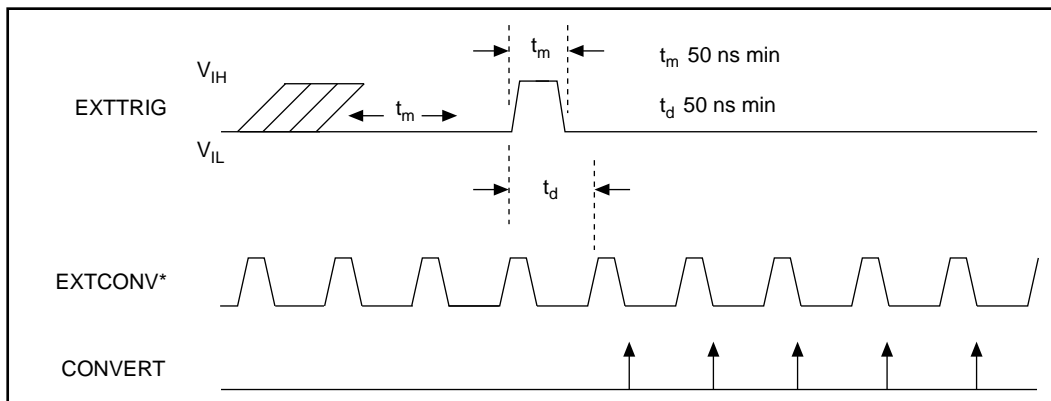 t_m
V_IH
t_m 50 ns min
EXTTRIG
t_m
t_d 50 ns min
V_IL
t_d
EXTCONV*
CONVERT